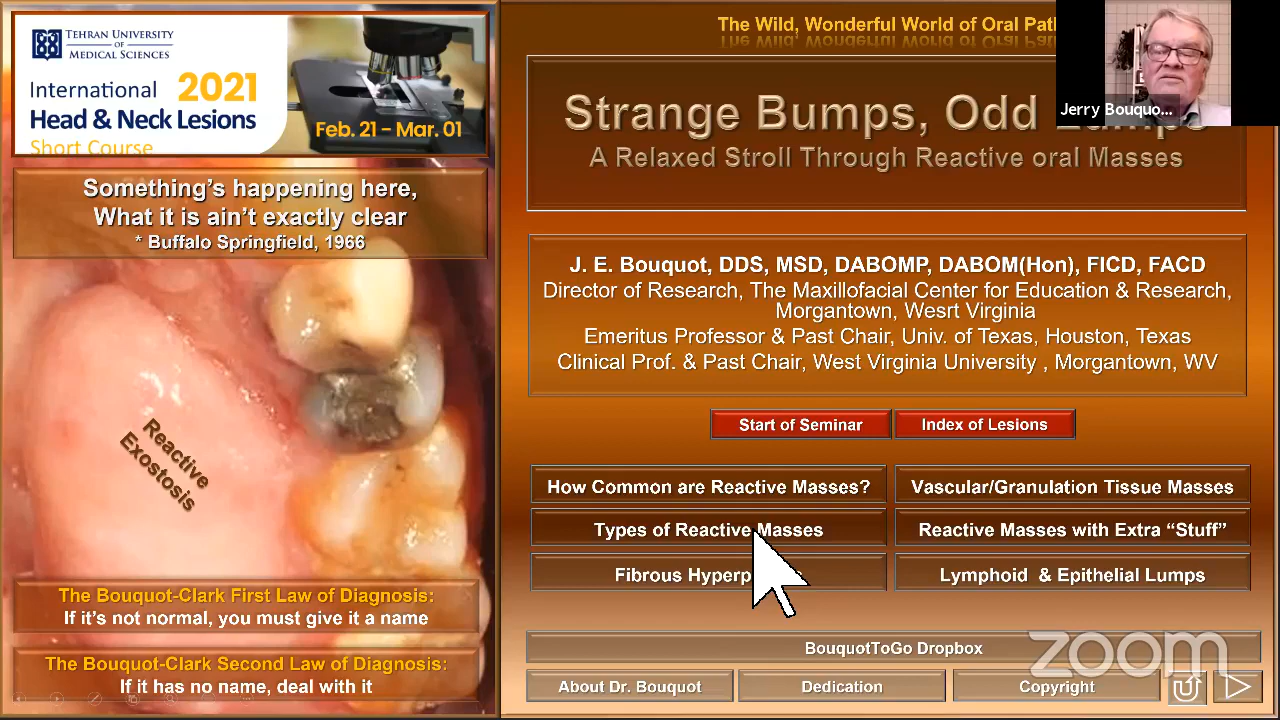 TEHRAN UNIVERSITY
OF
MEDICAL SCIENCES
International 2021
Head & Neck Lesions
Short Course
Feb. 21 - Mar. 01
Something's happening here,
What it is ain't exactly clear
* Buffalo Springfield, 1966
Reactive
Exostosis
The Bouquot-Clark First Law of Diagnosis:
If it's not normal, you must give it a name
The Bouquot-Clark Second Law of Diagnosis:
If it has no name, deal with it
The Wild, Wonderful World of Oral
Strange Bumps, Odd
A Relaxed Stroll Through Reactive oral Masses
Jerry Bouquo...
J. E. Bouquot, DDS, MSD, DABOMP, DABOM(Hon), FICD, FACD
Director of Research, The Maxillofacial Center for Education & Research,
Morgantown, Wesrt Virginia
Emeritus Professor & Past Chair, Univ. of Texas, Houston, Texas
Clinical Prof. & Past Chair, West Virginia University , Morgantown, WV
Start of Seminar
Index of Lesions
How Common are Reactive Masses?
Vascular/Granulation Tissue Masses
Types of Reactive Masses
Reactive Masses with Extra “Stuff”
Fibrous
Lymphoid & Epithelial Lumps
BouquotToGo Dropbox
zoom
About Dr. Bouquot
Dedication
Copyright